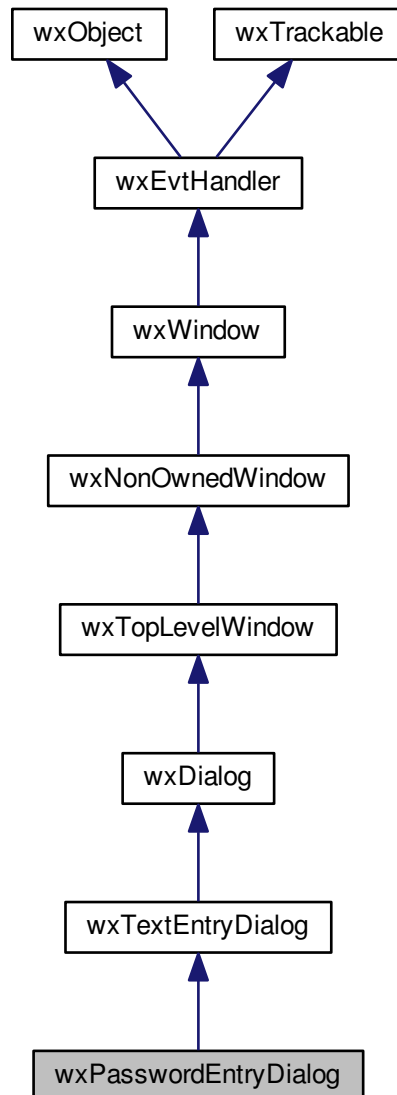 wxObject
wxTrackable
wxEvtHandler
wxWindow
wxNonOwnedWindow
wxTopLevelWindow
wxDialog
wxTextEntryDialog
wxPasswordEntryDialog